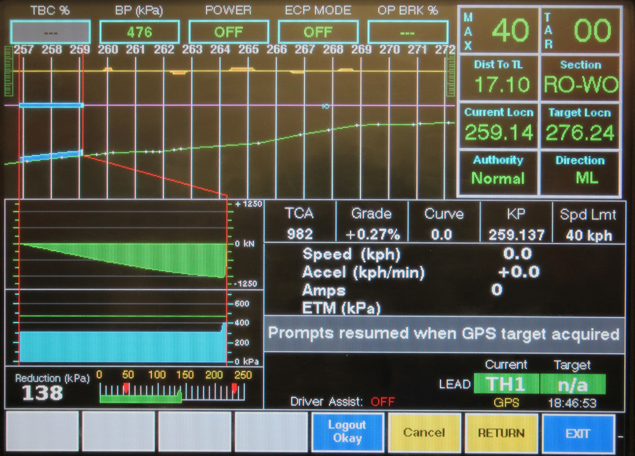 TBC % BP (kPa) POWER ECP MODE OP BRK %
--- 476 OFF OFF ---
257 258 259 260 261 262 263 264 265 266 267 268 269 270 271 272
MAX 40 TAR 00
Dist To TL Section
17.10 RO-WO
Current Locn Target Locn
259.14 276.24
Authority Direction
Normal ML
+1250
0 kN
-1250
600
400
200
0 kPa
TCA Grade Curve KP Spd Lmt
982 +0.27% 0.0 259.137 40 kph
Speed (kph) 0.0
Accel (kph/min) +0.0
Amps 0
ETM (kPa)
Prompts resumed when GPS target acquired
Current Target
LEAD TH1 n/a
GPS 18:46:53
Driver Assist: OFF
Reduction (kPa) 0 50 100 150 200 250
138
Logout Okay
Cancel
RETURN
EXIT